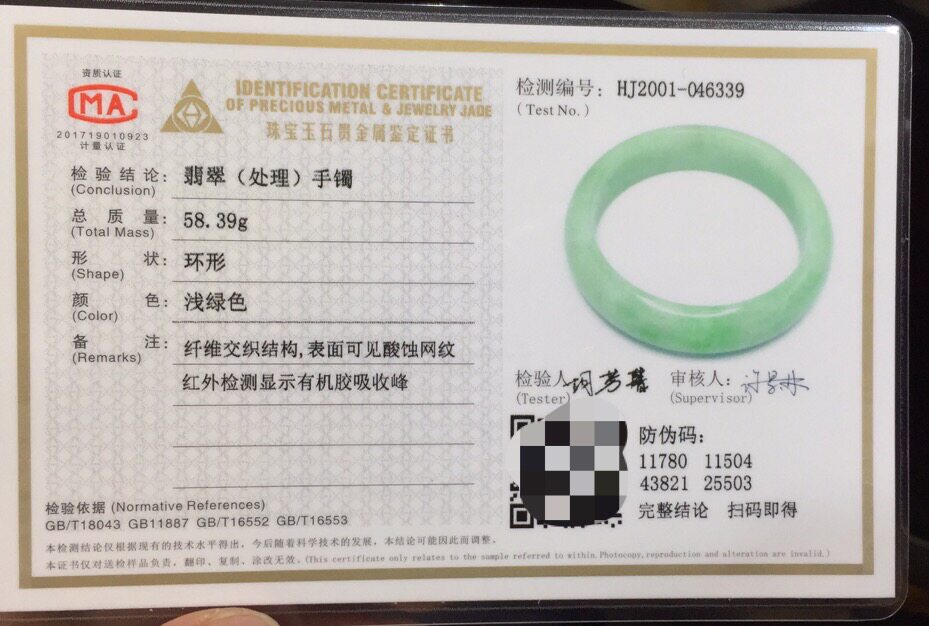 资质认证
MA
201719010923
计量认证
IDENTIFICATION CERTIFICATE
OF PRECIOUS METAL & JEWELRY JADE
珠宝玉石贵金属鉴定证书
检测编号: HJ2001-046339
(Test No.)
检验结论: 翡翠(处理)手镯
(Conclusion)
总质量: 58.39g
(Total Mass)
形状: 环形
(Shape)
颜色: 浅绿色
(Color)
备注: 纤维交织结构,表面可见酸蚀网纹
(Remarks)
红外检测显示有机胶吸收峰
检验人
(Tester)
审核人:
(Supervisor)
防伪码:
11780 11504
43821 25503
完整结论 扫码即得
检验依据 (Normative References)
GB/T18043 GB11887 GB/T16552 GB/T16553
本检测结论仅根据现有的技术水平得出，今后随着科学技术的发展，本结论可能因此而调整。
本证书仅对送检样品负责，翻印、复制、涂改无效。(This certificate only relates to the sample referred to within.Photocopy,reproduction and alteration are invalid.)